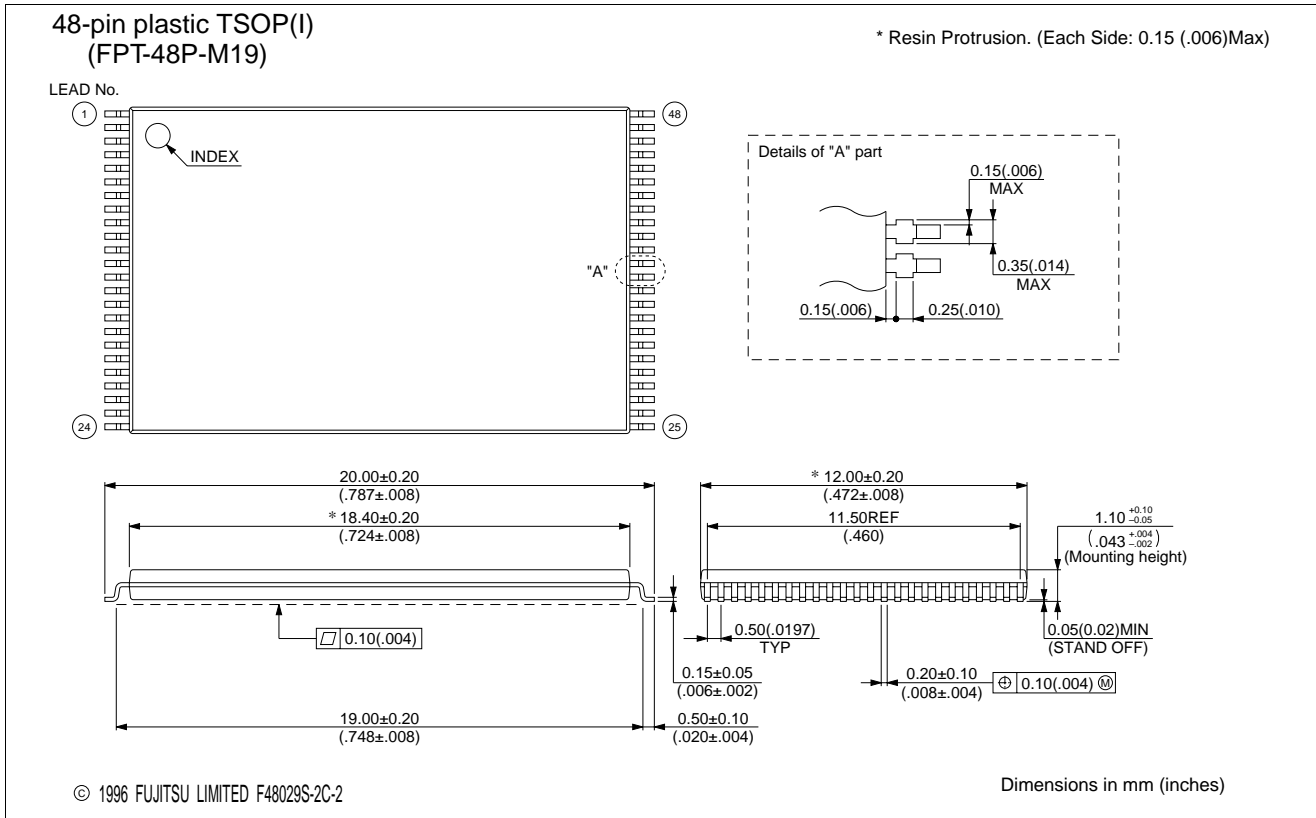 48-pin plastic TSOP(I)
(FPT-48P-M19)
* Resin Protrusion. (Each Side: 0.15 (.006)Max)
LEAD No.
1
48
INDEX
"A"
24
25
Details of "A" part
0.15(.006)
MAX
0.35(.014)
MAX
0.15(.006)
0.25(.010)
20.00±0.20
(.787±.008)
* 18.40±0.20
(.724±.008)
0.10(.004)
0.15±0.05
(.006±.002)
19.00±0.20
(.748±.008)
0.50±0.10
(.020±.004)
* 12.00±0.20
(.472±.008)
11.50REF
(.460)
1.10 +0.10 −0.05
(.043 +.004 −.002)
(Mounting height)
0.50(.0197)
TYP
0.05(0.02)MIN
(STAND OFF)
0.20±0.10
(.008±.004)
0.10(.004) Ⓜ
© 1996 FUJITSU LIMITED F48029S-2C-2
Dimensions in mm (inches)